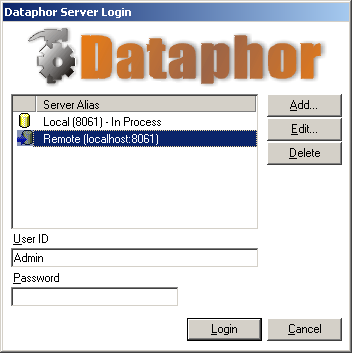 Dataphor Server Login
Dataphor
Server Alias
Local (8061) - In Process
Remote (localhost:8061)
Add...
Edit...
Delete
User ID
Admin
Password
Login
Cancel